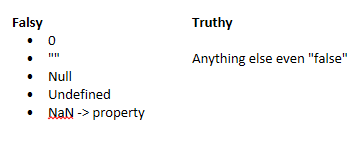 Falsy Truthy
• 0
• "" Anything else even "false"
• Null
• Undefined
• NaN -> property